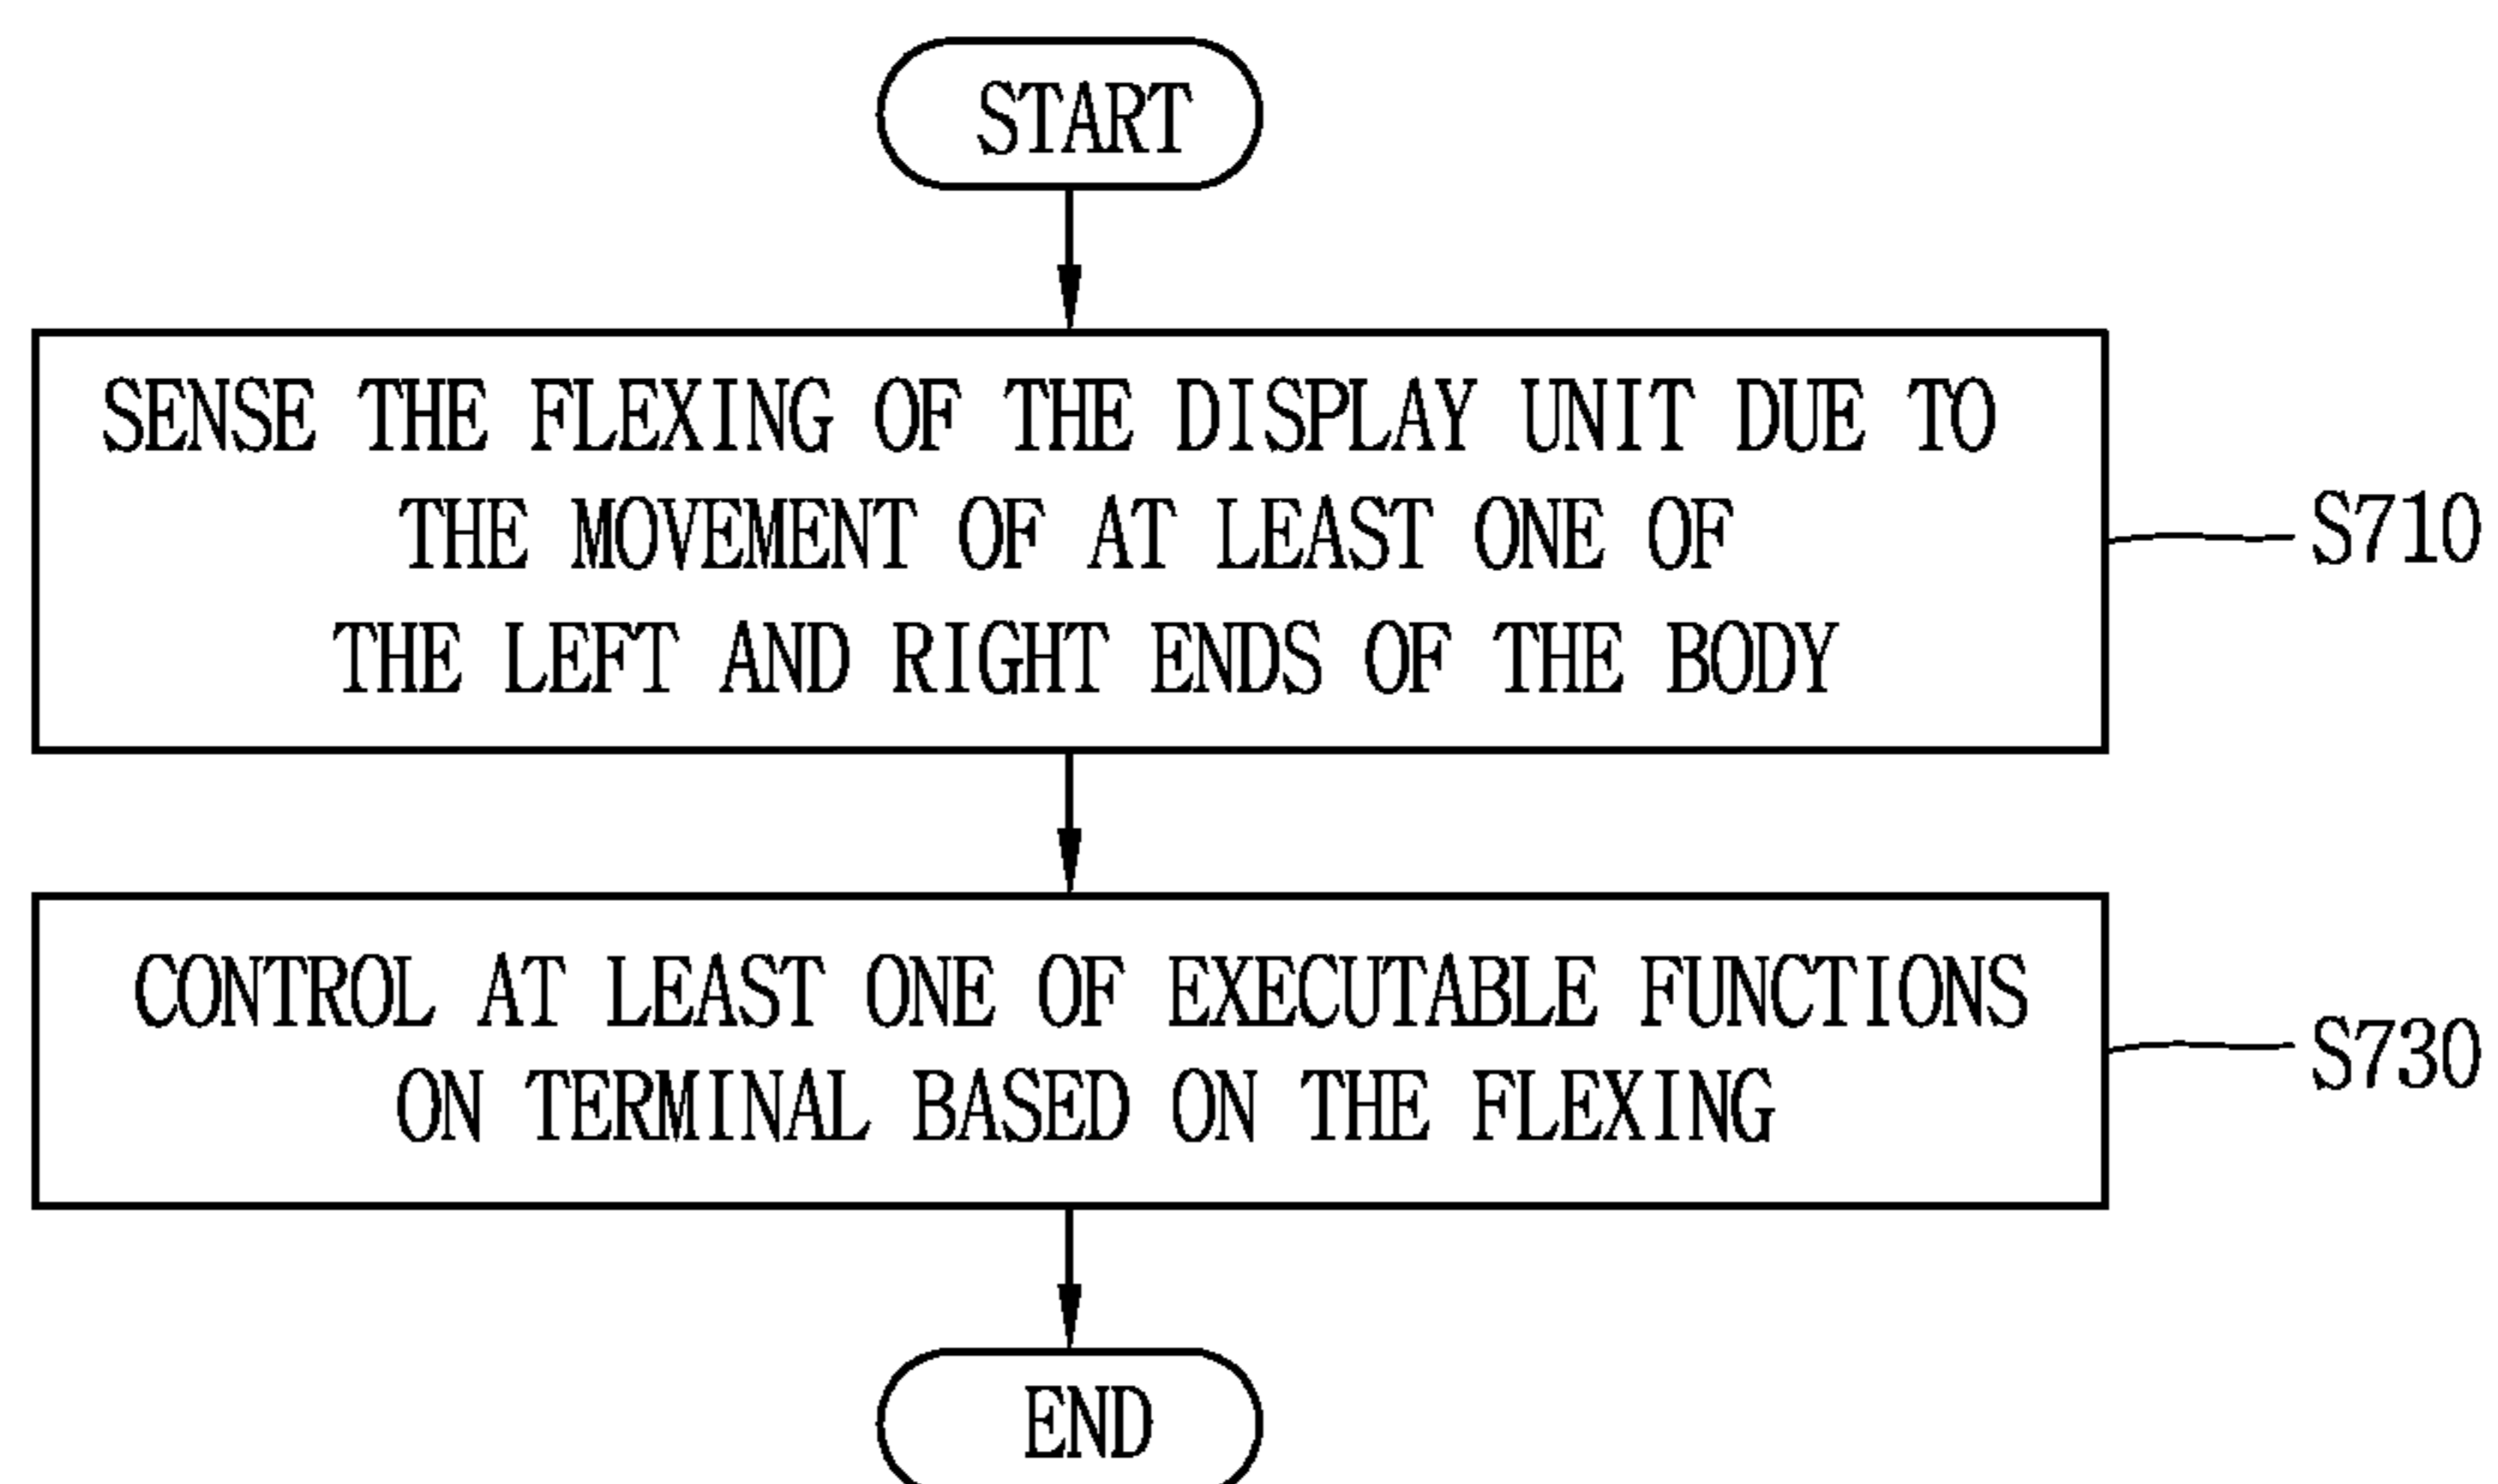 START
SENSE THE FLEXING OF THE DISPLAY UNIT DUE TO
THE MOVEMENT OF AT LEAST ONE OF
THE LEFT AND RIGHT ENDS OF THE BODY
S710
CONTROL AT LEAST ONE OF EXECUTABLE FUNCTIONS
ON TERMINAL BASED ON THE FLEXING
S730
END